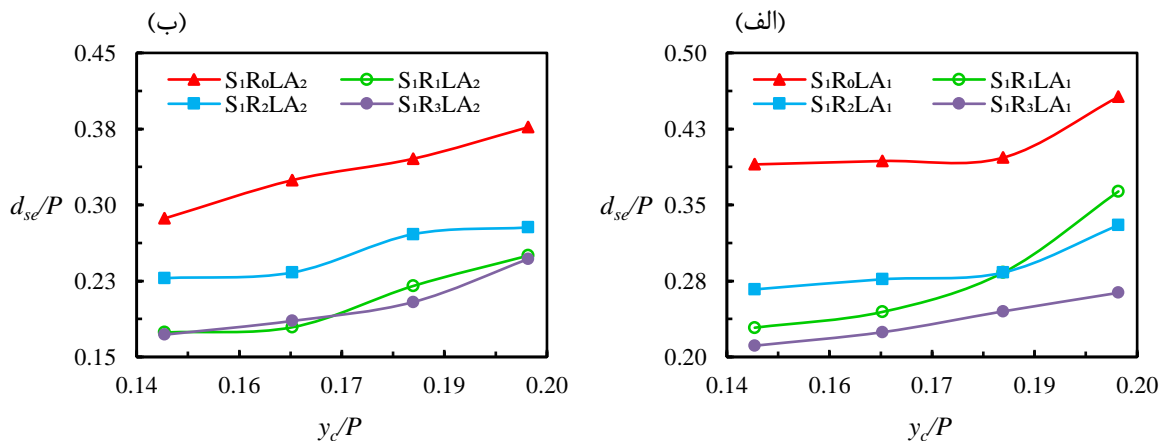 (ب)
0.45
0.38
0.30
0.23
0.15
dse/P
S₁R₀LA₂
S₁R₁LA₂
S₁R₂LA₂
S₁R₃LA₂
0.14
0.16
0.17
0.19
0.20
yc/P
(الف)
0.50
0.43
0.35
0.28
0.20
dse/P
S₁R₀LA₁
S₁R₁LA₁
S₁R₂LA₁
S₁R₃LA₁
0.14
0.16
0.17
0.19
0.20
yc/P